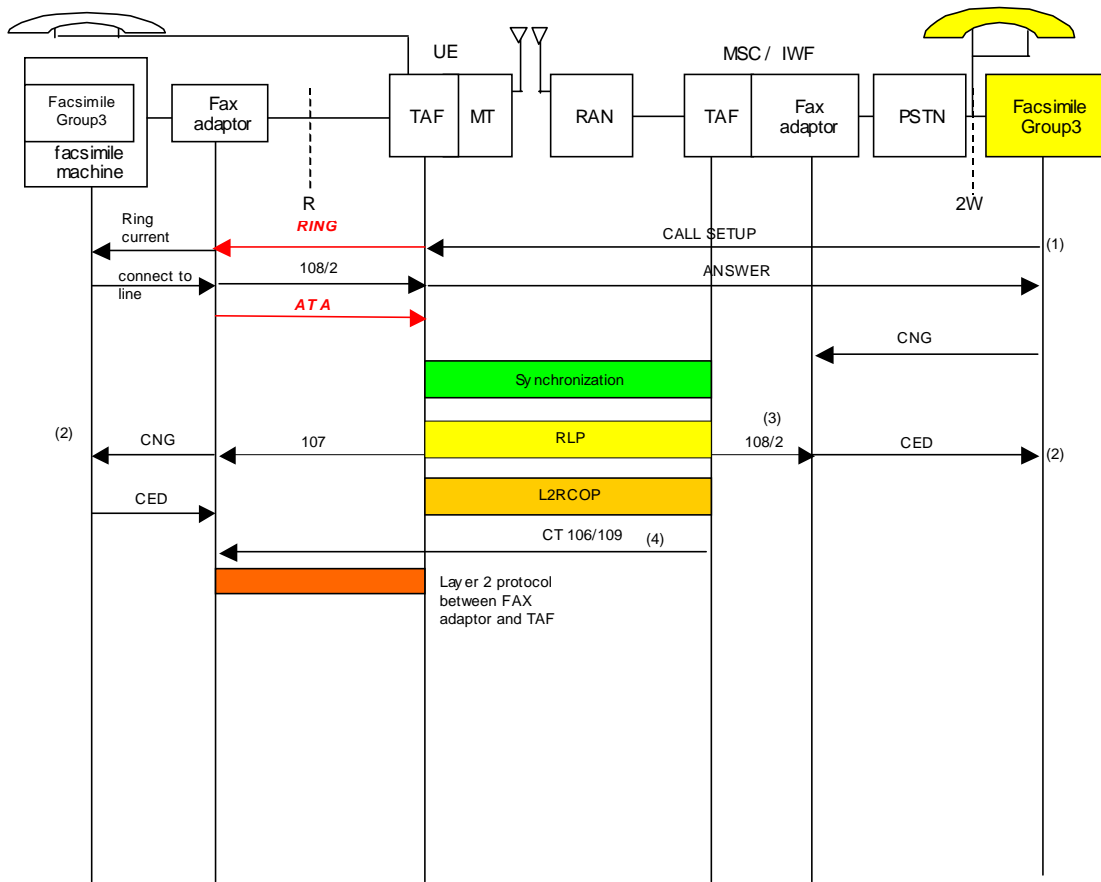 UE
MSC / IWF
Facsimile
Group3
facsimile
machine
Fax
adaptor
TAF
MT
RAN
TAF
Fax
adaptor
PSTN
Facsimile
Group3
R
2W
Ring
current
RING
CALL SETUP
(1)
connect to
line
108/2
ANSWER
ATA
CNG
Synchronization
(2)
CNG
107
RLP
(3)
108/2
CED
(2)
CED
L2RCOP
CT 106/109
(4)
Layer 2 protocol
between FAX
adaptor and TAF